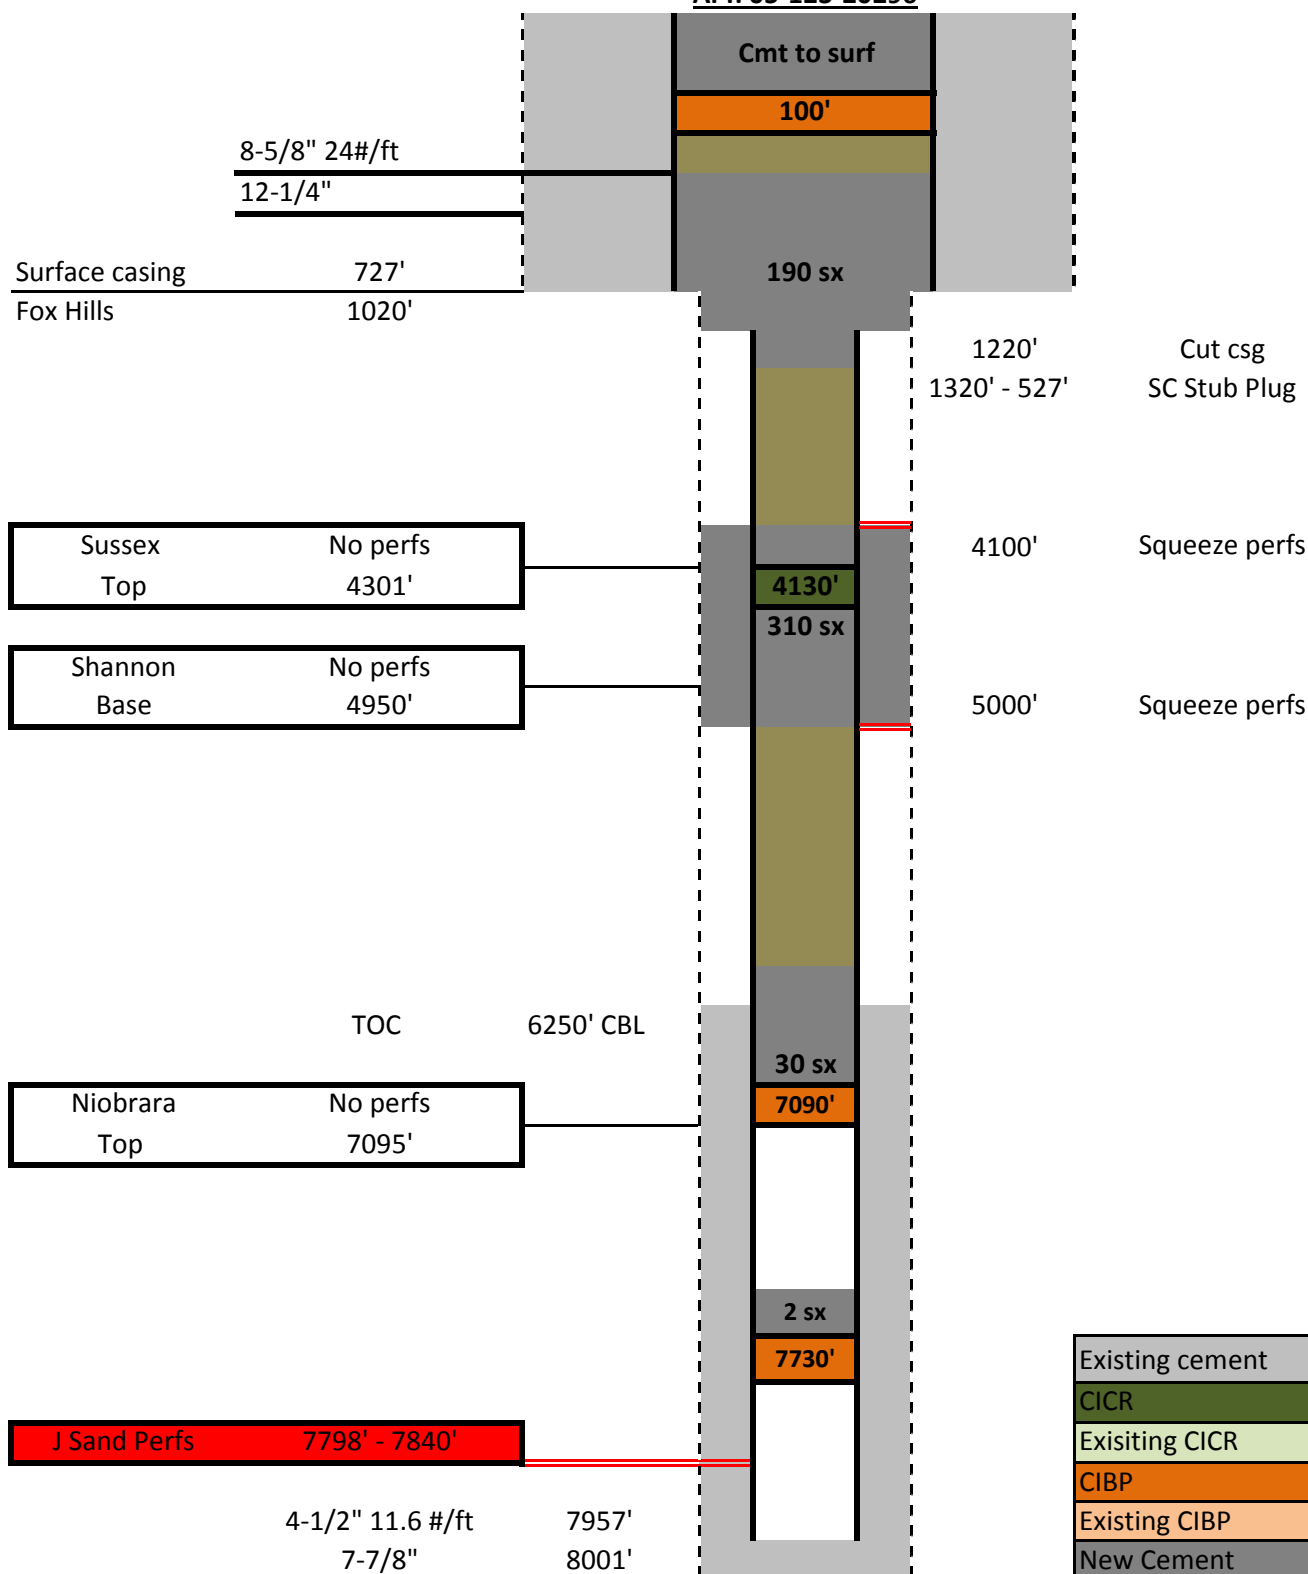 Cmt to surf
100'
8-5/8" 24#/ft
12-1/4"
Surface casing 727' 190 sx
Fox Hills 1020'
1220' Cut csg
1320' - 527' SC Stub Plug
Sussex No perfs 4100' Squeeze perfs
Top 4301' 4130'
310 sx
Shannon No perfs
Base 4950' 5000' Squeeze perfs
TOC 6250' CBL
30 sx
Niobrara No perfs 7090'
Top 7095'
2 sx
7730' Existing cement
CICR
J Sand Perfs 7798' - 7840' Exisiting CICR
CIBP
4-1/2" 11.6 #/ft 7957' Existing CIBP
7-7/8" 8001' New Cement